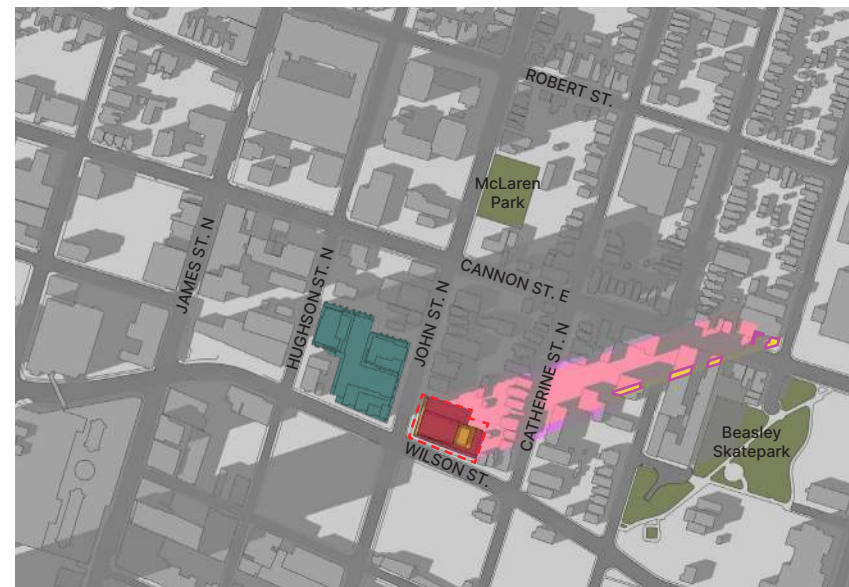 ROBERT ST.
McLaren
Park
JAMES ST. N
HUGHSON ST. N
JOHN ST. N
CANNON ST. E
CATHERINE ST. N
WILSON ST.
Beasley
Skatepark